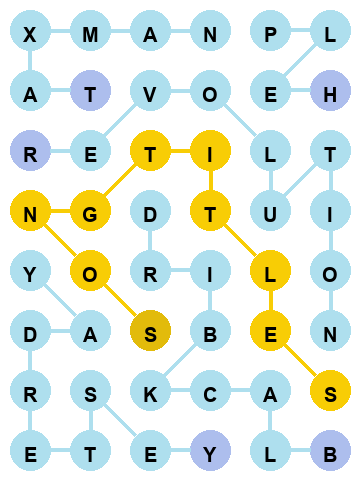 X M A N P L
A T V O E H
R E T I L T
N G D T U I
Y O R I L O
D A S B E N
R S K C A S
E T E Y L B